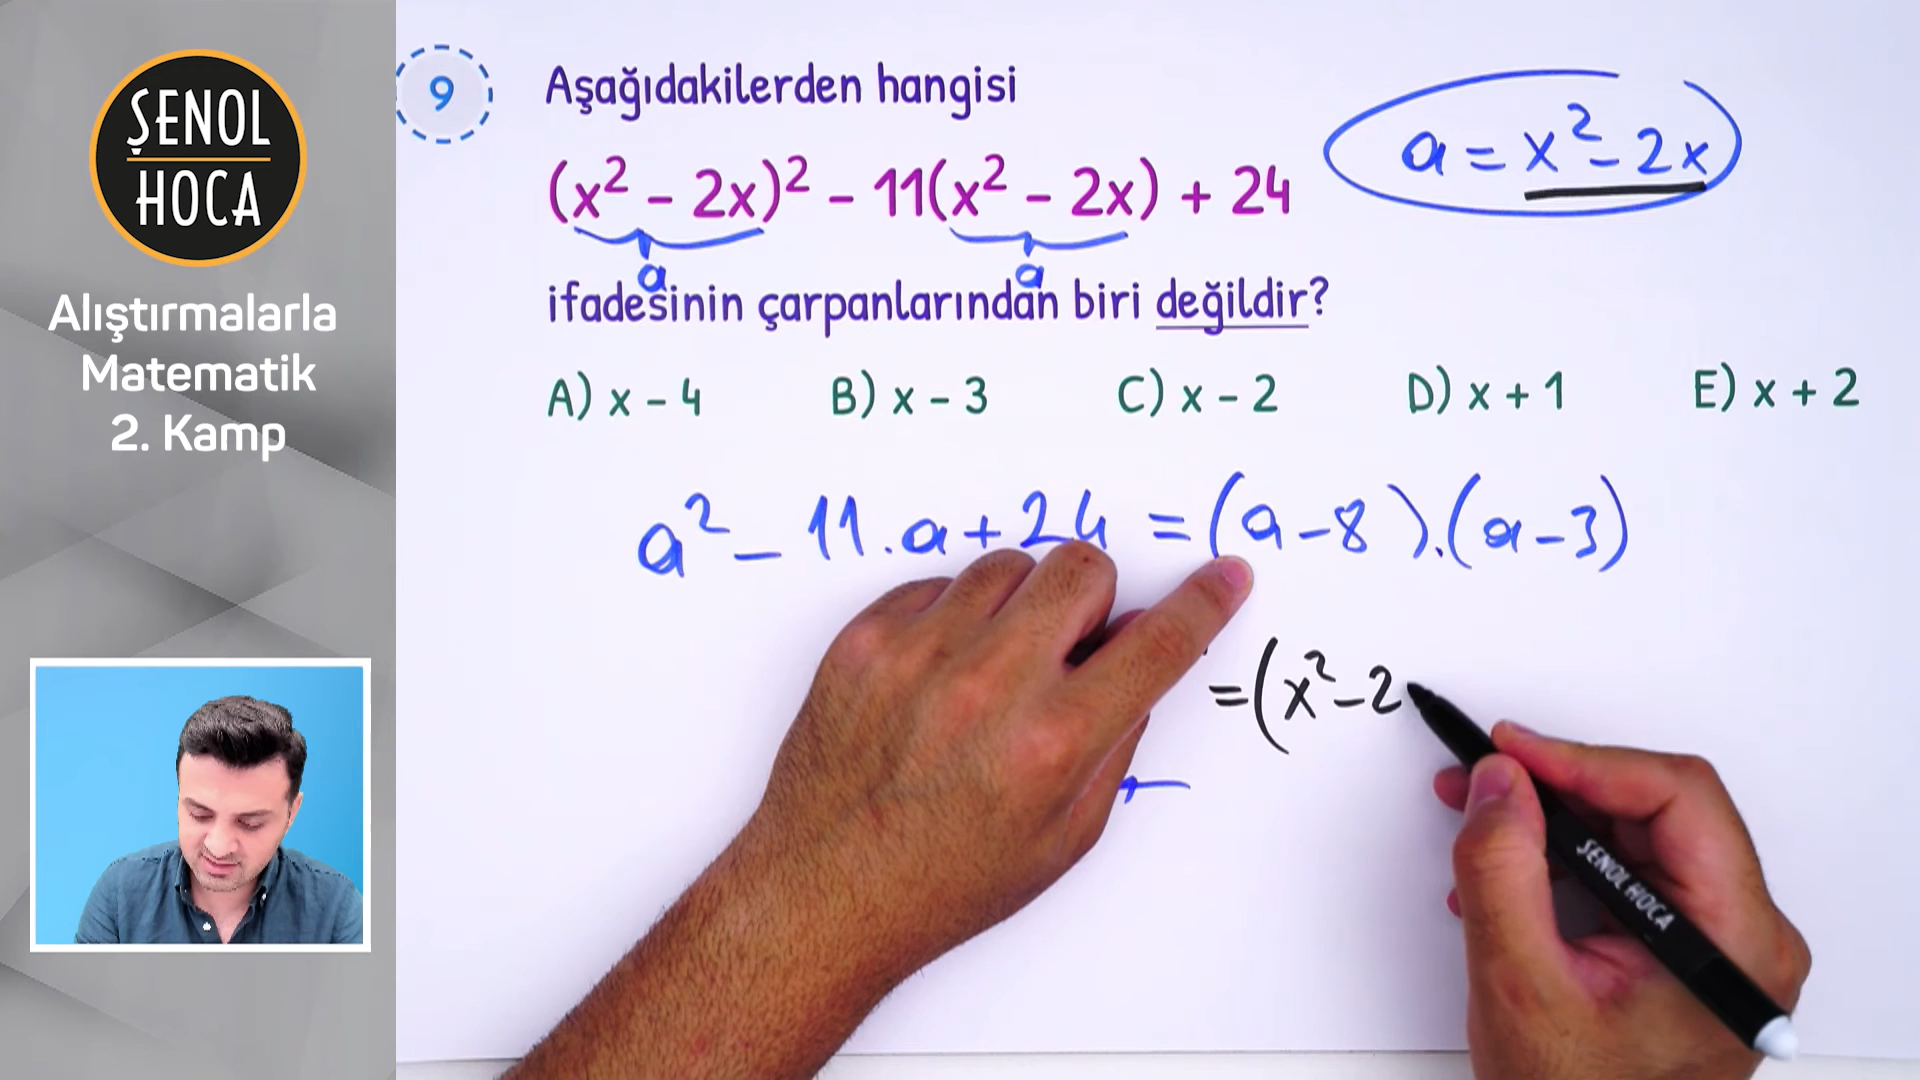 ŞENOL
HOCA
Alıştırmalarla
Matematik
2. Kamp
9
Aşağıdakilerden hangisi
(x² – 2x)² – 11(x² – 2x) + 24
a a
ifadesinin çarpanlarından biri değildir?
A) x – 4 B) x – 3 C) x – 2 D) x + 1 E) x + 2
a = x² – 2x
a² – 11.a + 24 = (a – 8).(a – 3)
= (x² – 2
ŞENOL HOCA